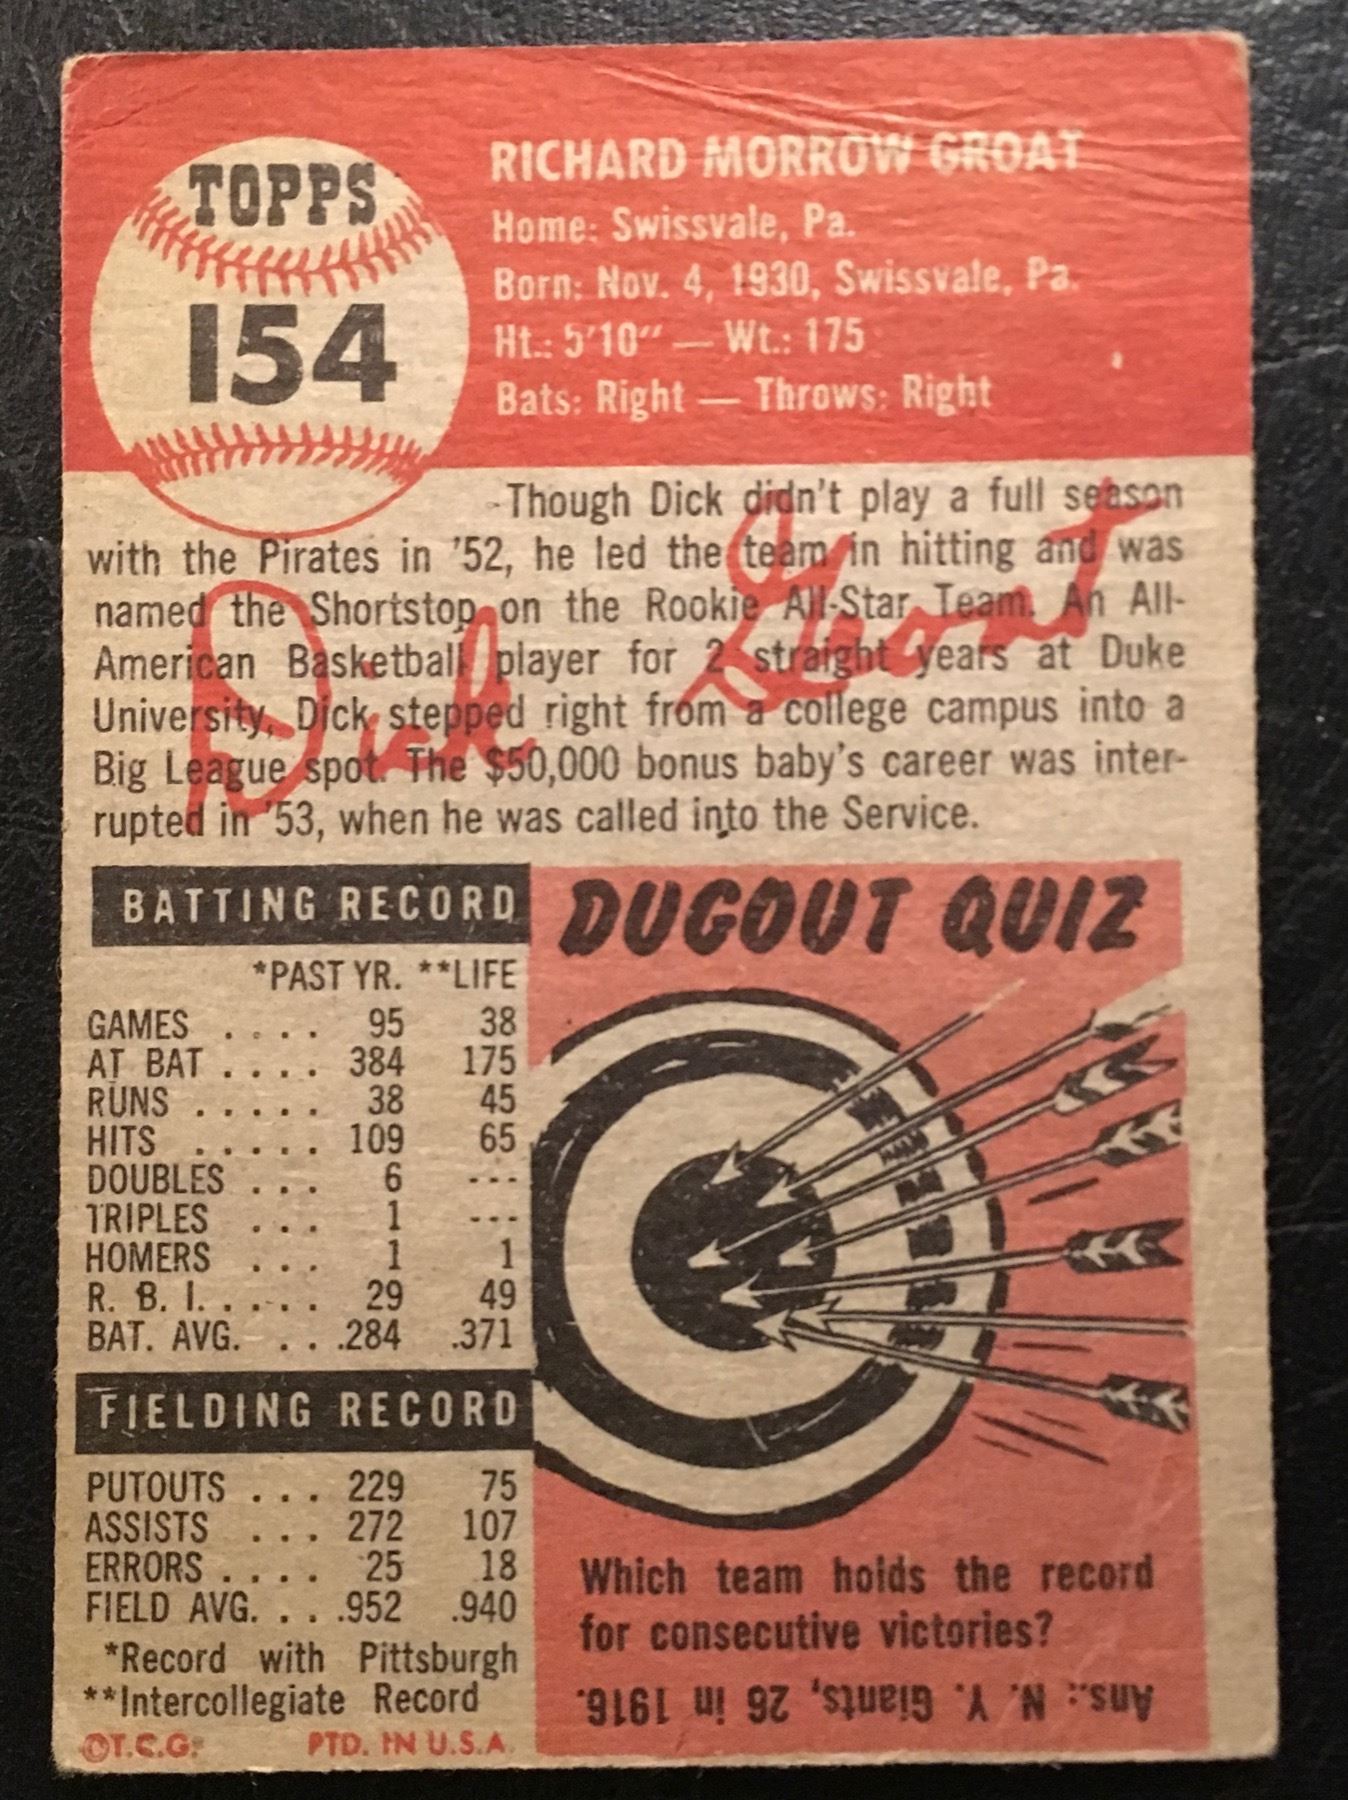 TOPPS
154
RICHARD MORROW GROAT
Home: Swissvale, Pa.
Born: Nov. 4, 1930, Swissvale, Pa.
Ht.: 5'10" — Wt.: 175
Bats: Right — Throws: Right
Though Dick didn't play a full season
with the Pirates in '52, he led the team in hitting and was
named the Shortstop on the Rookie All-Star Team. An All-
American Basketball player for 2 straight years at Duke
University, Dick stepped right from a college campus into a
Big League spot. The $50,000 bonus baby's career was inter-
rupted in '53, when he was called into the Service.
Dick Groat
BATTING RECORD
*PAST YR. **LIFE
GAMES .... 95 38
AT BAT .... 384 175
RUNS ..... 38 45
HITS ..... 109 65
DOUBLES ... 6 ---
TRIPLES ... 1 ---
HOMERS ... 1 1
R. B. I. ..... 29 49
BAT. AVG. ... .284 .371
FIELDING RECORD
PUTOUTS ... 229 75
ASSISTS ... 272 107
ERRORS .... 25 18
FIELD AVG. ... .952 .940
*Record with Pittsburgh
**Intercollegiate Record
©T.C.G. PTD. IN U.S.A.
DUGOUT QUIZ
Which team holds the record
for consecutive victories?
Ans.: N. Y. Giants, 26 in 1916.